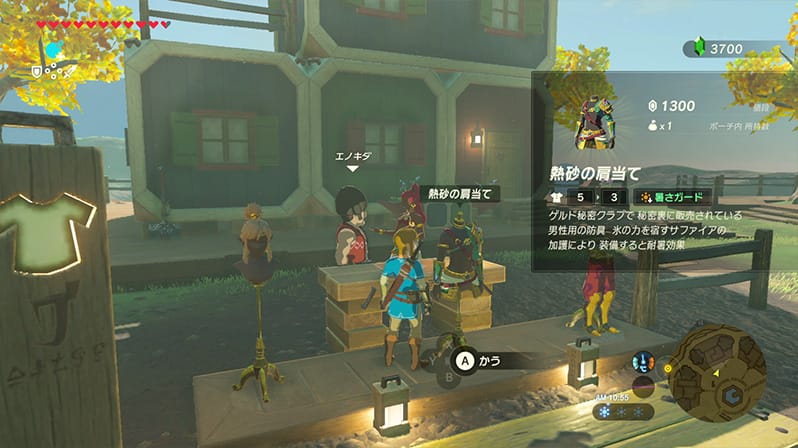 3700
1300
値段
x1
ポーチ内 所持数
エノキダ
熱砂の肩当て
熱砂の肩当て
5 3 暑さガード
ゲルド秘密クラブで 秘密裏に販売されている
男性用の防具 氷の力を宿すサファイアの
加護により 装備すると耐暑効果
A かう
B
AM 10:55